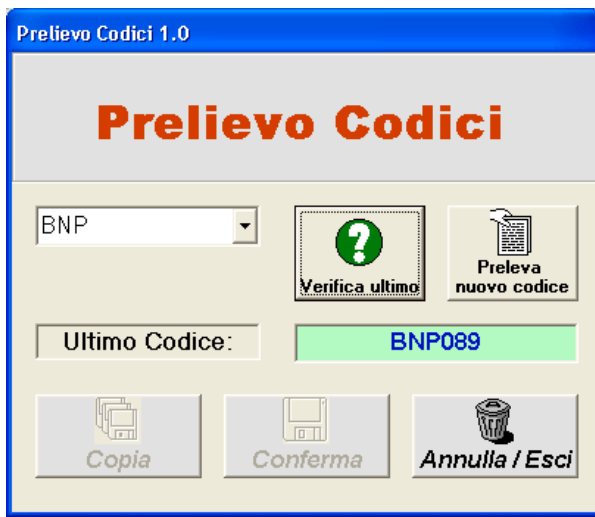 Prelievo Codici 1.0
Prelievo Codici
BNP
Verifica ultimo
Preleva
nuovo codice
Ultimo Codice:
BNP089
Copia
Conferma
Annulla / Esci